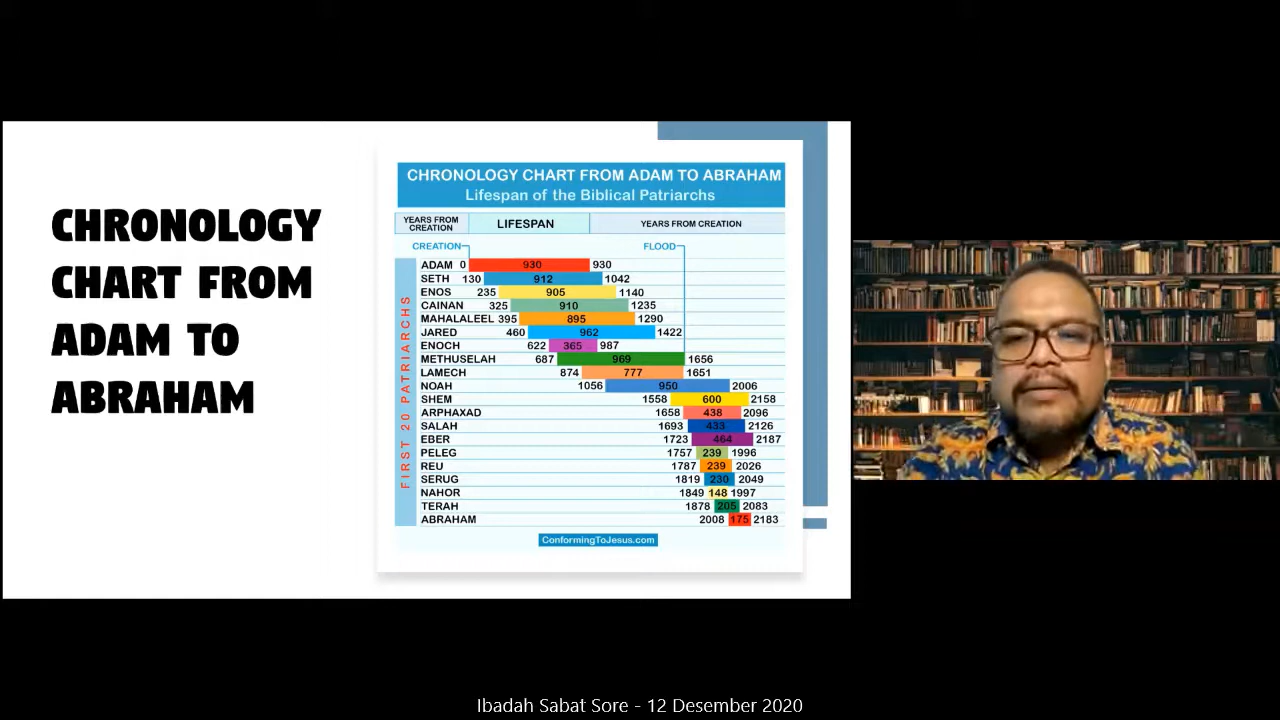 CHRONOLOGY
CHART FROM
ADAM TO
ABRAHAM
CHRONOLOGY CHART FROM ADAM TO ABRAHAM
Lifespan of the Biblical Patriarchs
YEARS FROM CREATION LIFESPAN YEARS FROM CREATION
CREATION FLOOD
FIRST 20 PATRIARCHS
ADAM 0 930 930
SETH 130 912 1042
ENOS 235 905 1140
CAINAN 325 910 1235
MAHALALEEL 395 895 1290
JARED 460 962 1422
ENOCH 622 365 987
METHUSELAH 687 969 1656
LAMECH 874 777 1651
NOAH 1056 950 2006
SHEM 1558 600 2158
ARPHAXAD 1658 438 2096
SALAH 1693 433 2126
EBER 1723 464 2187
PELEG 1757 239 1996
REU 1787 239 2026
SERUG 1819 230 2049
NAHOR 1849 148 1997
TERAH 1878 205 2083
ABRAHAM 2008 175 2183
ConformingToJesus.com
Ibadah Sabat Sore - 12 Desember 2020